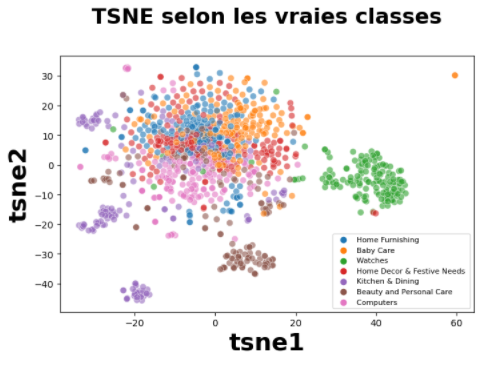 TSNE selon les vraies classes
tsne2
30
20
10
0
−10
−20
−30
−40
Home Furnishing
Baby Care
Watches
Home Decor & Festive Needs
Kitchen & Dining
Beauty and Personal Care
Computers
−20
0
20
40
60
tsne1